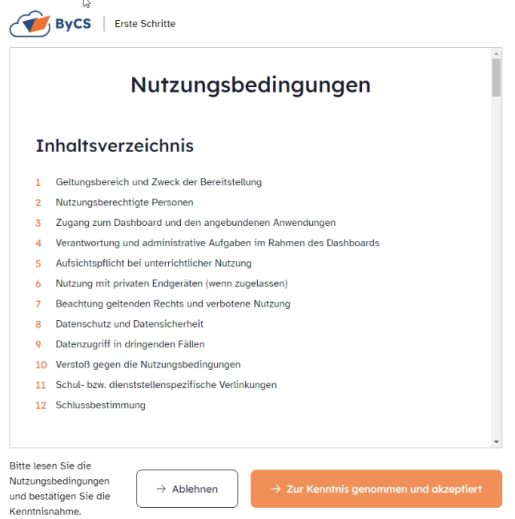 ByCS
Erste Schritte
Nutzungsbedingungen
Inhaltsverzeichnis
1 Geltungsbereich und Zweck der Bereitstellung
2 Nutzungsberechtigte Personen
3 Zugang zum Dashboard und den angebundenen Anwendungen
4 Verantwortung und administrative Aufgaben im Rahmen des Dashboards
5 Aufsichtspflicht bei unterrichtlicher Nutzung
6 Nutzung mit privaten Endgeräten (wenn zugelassen)
7 Beachtung geltenden Rechts und verbotene Nutzung
8 Datenschutz und Datensicherheit
9 Datenzugriff in dringenden Fällen
10 Verstoß gegen die Nutzungsbedingungen
11 Schul- bzw. dienststellenspezifische Verlinkungen
12 Schlussbestimmung
Bitte lesen Sie die
Nutzungsbedingungen
und bestätigen Sie die
Kenntnisnahme.
→ Ablehnen
→ Zur Kenntnis genommen und akzeptiert